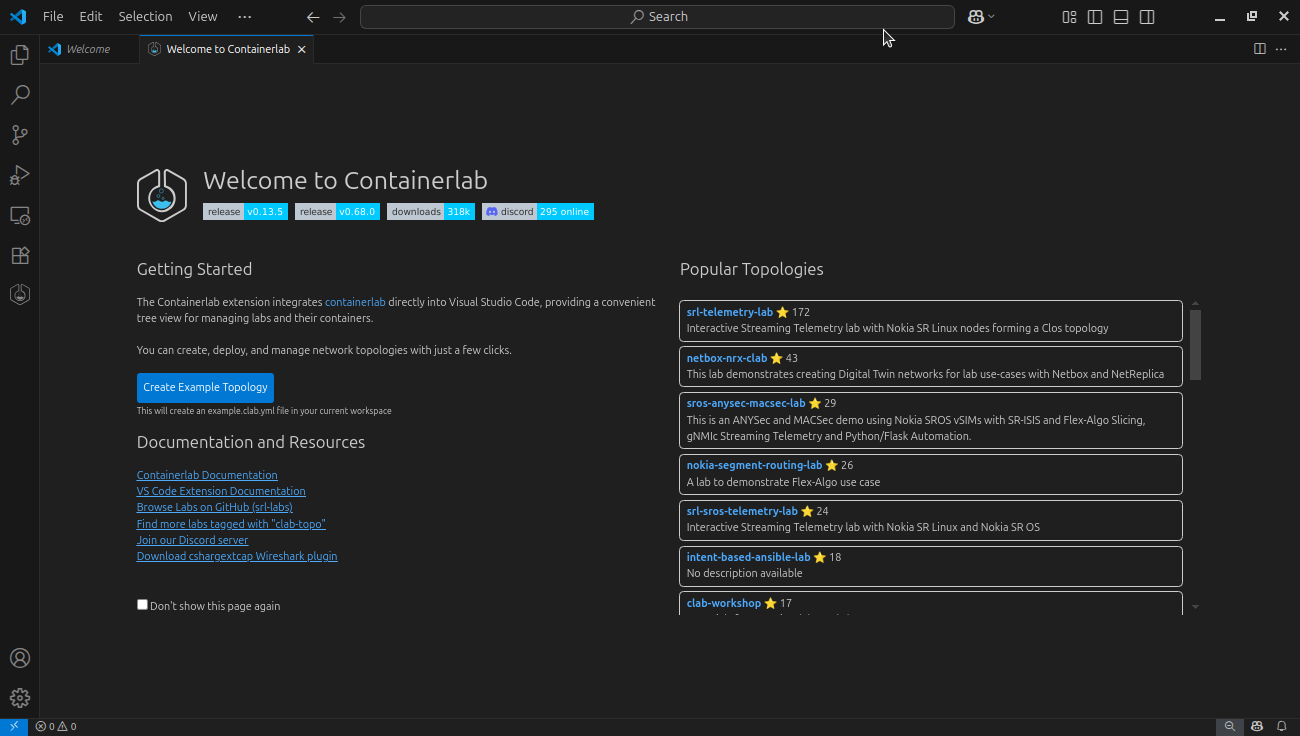 File Edit Selection View ···
Search
Welcome
Welcome to Containerlab
Welcome to Containerlab
release v0.13.5 release v0.68.0 downloads 318k discord 295 online
Getting Started
The Containerlab extension integrates containerlab directly into Visual Studio Code, providing a convenient
tree view for managing labs and their containers.
You can create, deploy, and manage network topologies with just a few clicks.
Create Example Topology
This will create an example.clab.yml file in your current workspace
Documentation and Resources
Containerlab Documentation
VS Code Extension Documentation
Browse Labs on GitHub (srl-labs)
Find more labs tagged with "clab-topo"
Join our Discord server
Download cshargextcap Wireshark plugin
Don't show this page again
Popular Topologies
srl-telemetry-lab ⭐ 172
Interactive Streaming Telemetry lab with Nokia SR Linux nodes forming a Clos topology
netbox-nrx-clab ⭐ 43
This lab demonstrates creating Digital Twin networks for lab use-cases with Netbox and NetReplica
sros-anysec-macsec-lab ⭐ 29
This is an ANYSec and MACSec demo using Nokia SROS vSIMs with SR-ISIS and Flex-Algo Slicing,
gNMIc Streaming Telemetry and Python/Flask Automation.
nokia-segment-routing-lab ⭐ 26
A lab to demonstrate Flex-Algo use case
srl-sros-telemetry-lab ⭐ 24
Interactive Streaming Telemetry lab with Nokia SR Linux and Nokia SR OS
intent-based-ansible-lab ⭐ 18
No description available
clab-workshop ⭐ 17
0 0